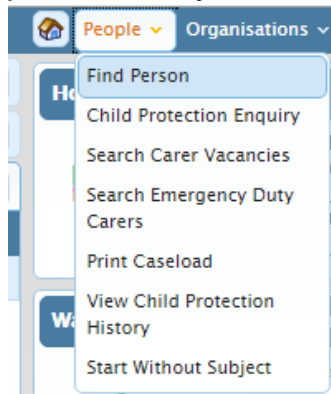 People Organisations
Find Person
Child Protection Enquiry
Search Carer Vacancies
Search Emergency Duty
Carers
Print Caseload
View Child Protection
History
Start Without Subject